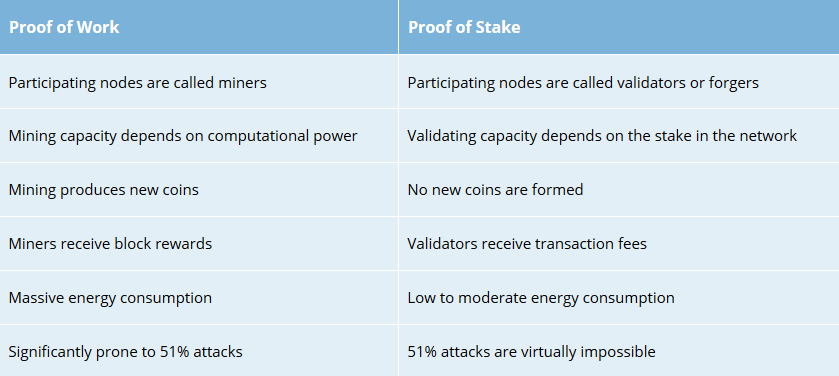 Proof of Work
Proof of Stake
Participating nodes are called miners
Participating nodes are called validators or forgers
Mining capacity depends on computational power
Validating capacity depends on the stake in the network
Mining produces new coins
No new coins are formed
Miners receive block rewards
Validators receive transaction fees
Massive energy consumption
Low to moderate energy consumption
Significantly prone to 51% attacks
51% attacks are virtually impossible